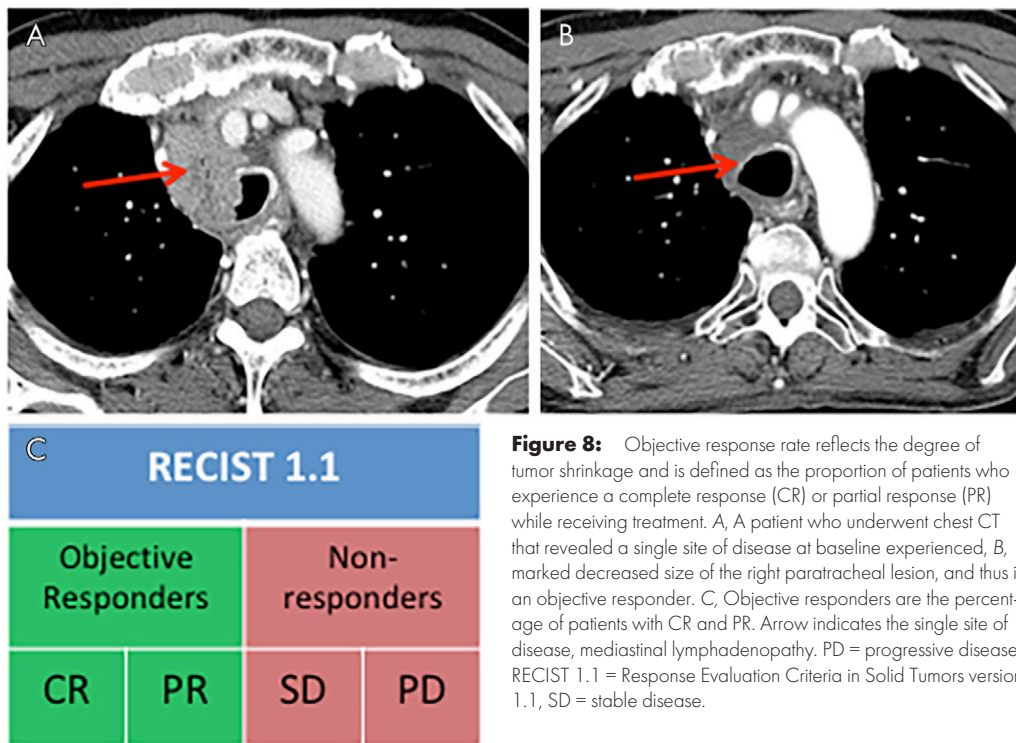 A
B
C
RECIST 1.1
Objective
Responders
Non-
responders
CR
PR
SD
PD
Figure 8: Objective response rate reflects the degree of
tumor shrinkage and is defined as the proportion of patients who
experience a complete response (CR) or partial response (PR)
while receiving treatment. A, A patient who underwent chest CT
that revealed a single site of disease at baseline experienced, B,
marked decreased size of the right paratracheal lesion, and thus i
an objective responder. C, Objective responders are the percent-
age of patients with CR and PR. Arrow indicates the single site of
disease, mediastinal lymphadenopathy. PD = progressive disease
RECIST 1.1 = Response Evaluation Criteria in Solid Tumors version
1.1, SD = stable disease.